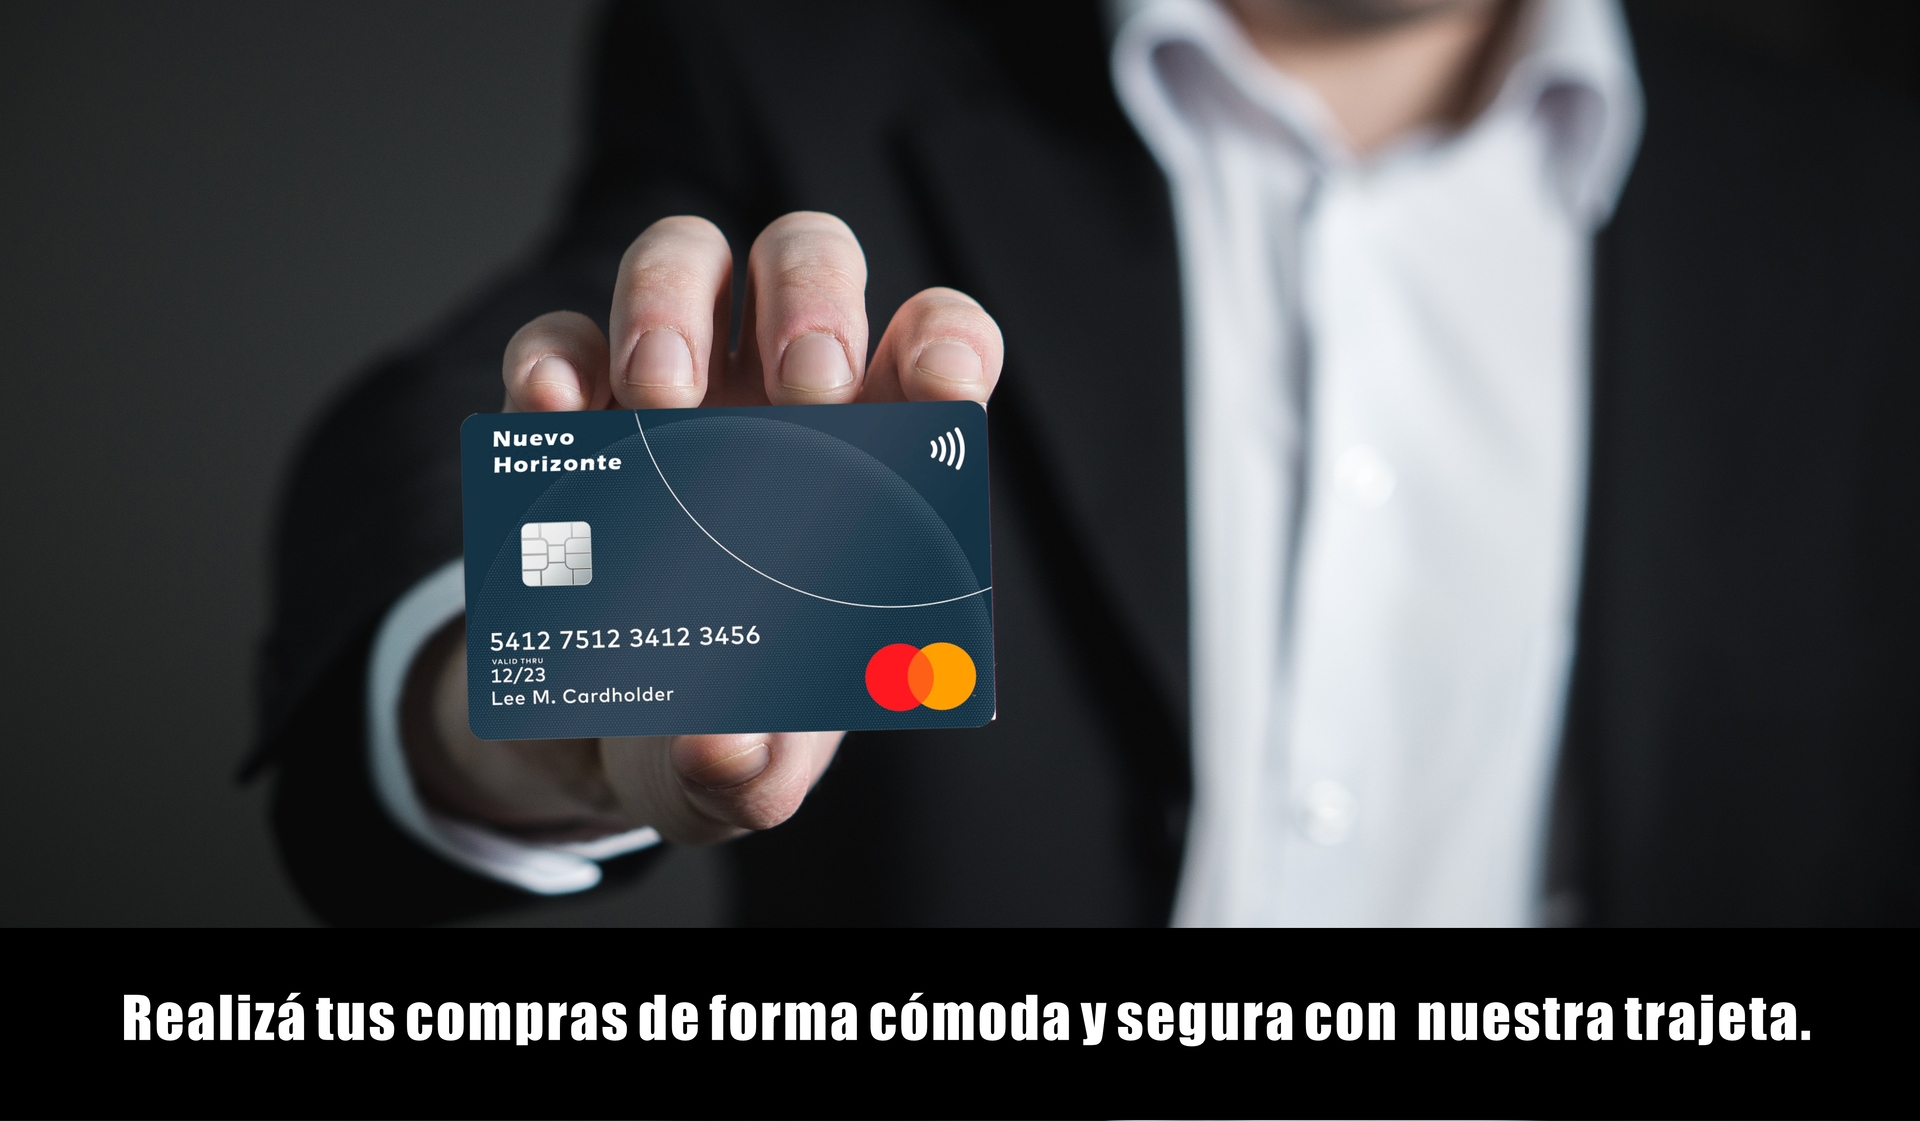 Nuevo
Horizonte
5412 7512 3412 3456
VALID THRU
12/23
Lee M. Cardholder
Realizá tus compras de forma cómoda y segura con nuestra trajeta.